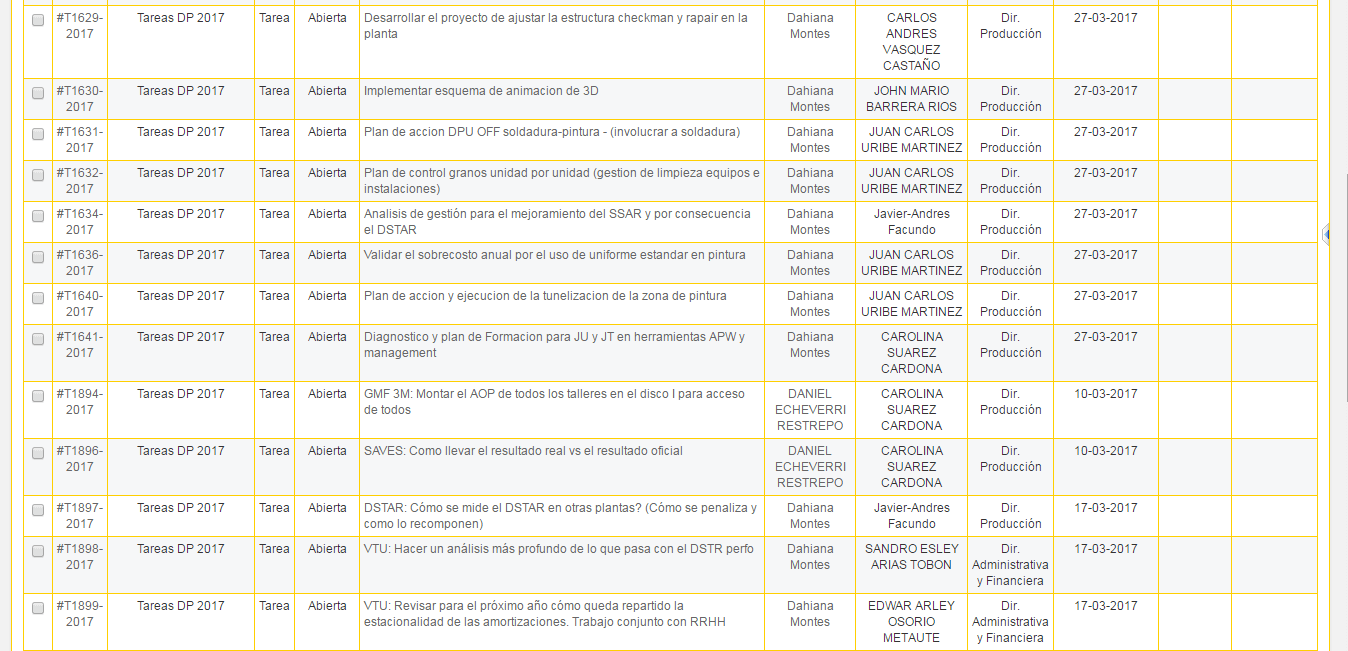 #T1629-2017 Tareas DP 2017 Tarea Abierta Desarrollar el proyecto de ajustar la estructura checkman y rapair en la planta Dahiana Montes CARLOS ANDRES VASQUEZ CASTAÑO Dir. Producción 27-03-2017
#T1630-2017 Tareas DP 2017 Tarea Abierta Implementar esquema de animacion de 3D Dahiana Montes JOHN MARIO BARRERA RIOS Dir. Producción 27-03-2017
#T1631-2017 Tareas DP 2017 Tarea Abierta Plan de accion DPU OFF soldadura-pintura - (involucrar a soldadura) Dahiana Montes JUAN CARLOS URIBE MARTINEZ Dir. Producción 27-03-2017
#T1632-2017 Tareas DP 2017 Tarea Abierta Plan de control granos unidad por unidad (gestion de limpieza equipos e instalaciones) Dahiana Montes JUAN CARLOS URIBE MARTINEZ Dir. Producción 27-03-2017
#T1634-2017 Tareas DP 2017 Tarea Abierta Analisis de gestión para el mejoramiento del SSAR y por consecuencia el DSTAR Dahiana Montes Javier-Andres Facundo Dir. Producción 27-03-2017
#T1636-2017 Tareas DP 2017 Tarea Abierta Validar el sobrecosto anual por el uso de uniforme estandar en pintura Dahiana Montes JUAN CARLOS URIBE MARTINEZ Dir. Producción 27-03-2017
#T1640-2017 Tareas DP 2017 Tarea Abierta Plan de accion y ejecucion de la tunelizacion de la zona de pintura Dahiana Montes JUAN CARLOS URIBE MARTINEZ Dir. Producción 27-03-2017
#T1641-2017 Tareas DP 2017 Tarea Abierta Diagnostico y plan de Formacion para JU y JT en herramientas APW y management Dahiana Montes CAROLINA SUAREZ CARDONA Dir. Producción 27-03-2017
#T1894-2017 Tareas DP 2017 Tarea Abierta GMF 3M: Montar el AOP de todos los talleres en el disco I para acceso de todos DANIEL ECHEVERRI RESTREPO CAROLINA SUAREZ CARDONA Dir. Producción 10-03-2017
#T1896-2017 Tareas DP 2017 Tarea Abierta SAVES: Como llevar el resultado real vs el resultado oficial DANIEL ECHEVERRI RESTREPO CAROLINA SUAREZ CARDONA Dir. Producción 10-03-2017
#T1897-2017 Tareas DP 2017 Tarea Abierta DSTAR: Cómo se mide el DSTAR en otras plantas? (Cómo se penaliza y como lo recomponen) Dahiana Montes Javier-Andres Facundo Dir. Producción 17-03-2017
#T1898-2017 Tareas DP 2017 Tarea Abierta VTU: Hacer un análisis más profundo de lo que pasa con el DSTR perfo Dahiana Montes SANDRO ESLEY ARIAS TOBON Dir. Administrativa y Financiera 17-03-2017
#T1899-2017 Tareas DP 2017 Tarea Abierta VTU: Revisar para el próximo año cómo queda repartido la estacionalidad de las amortizaciones. Trabajo conjunto con RRHH Dahiana Montes EDWAR ARLEY OSORIO METAUTE Dir. Administrativa y Financiera 17-03-2017